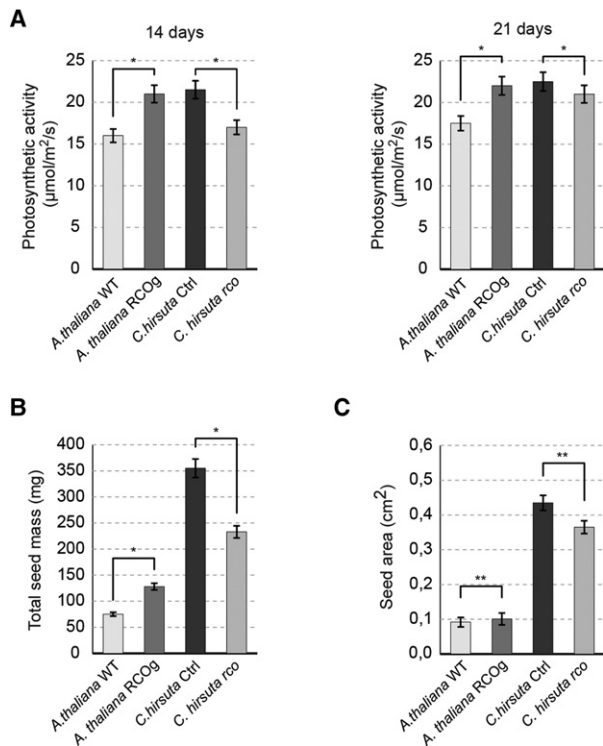 A
14 days
Photosynthetic activity
(µmol/m²/s)
25
20
15
10
5
0
*
*
A.thaliana WT
A. thaliana RCOg
C.hirsuta Ctrl
C. hirsuta rco
21 days
Photosynthetic activity
(µmol/m²/s)
25
20
15
10
5
0
*
*
A.thaliana WT
A. thaliana RCOg
C.hirsuta Ctrl
C. hirsuta rco
B
Total seed mass (mg)
400
350
300
250
200
150
100
50
0
*
*
A.thaliana WT
A. thaliana RCOg
C.hirsuta Ctrl
C. hirsuta rco
C
Seed area (cm²)
0,6
0,5
0,4
0,3
0,2
0,1
0,0
**
**
A.thaliana WT
A. thaliana RCOg
C.hirsuta Ctrl
C. hirsuta rco